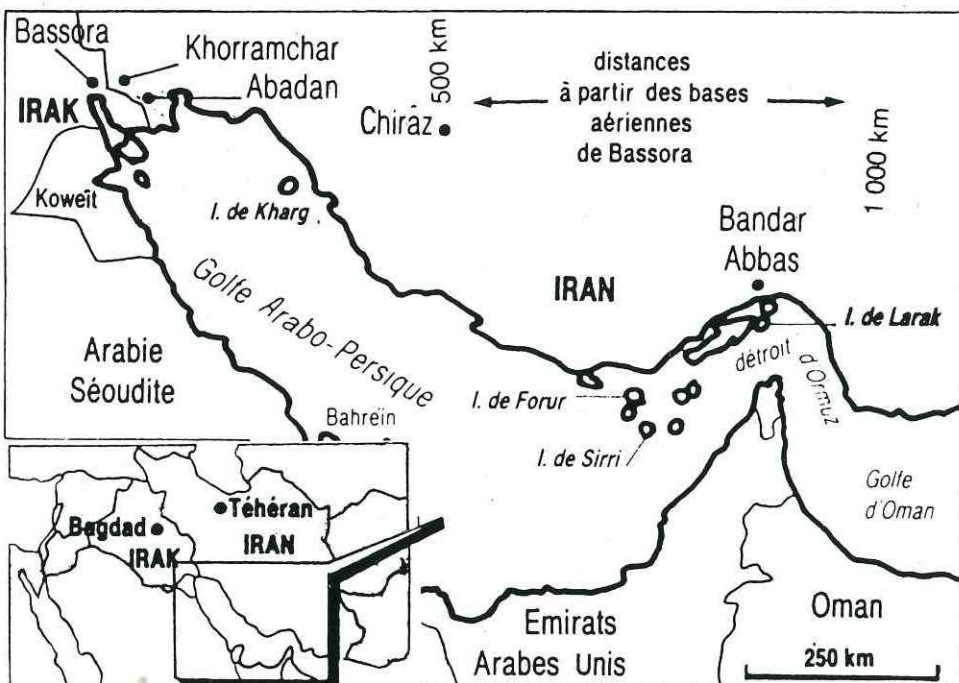 Bassora
Khorramchar
Abadan
IRAK
Koweït
500 km
distances
à partir des bases
aériennes
de Bassora
1 000 km
Chirâz
I. de Kharg
Bandar
Abbas
IRAN
I. de Larak
Golfe Arabo-Persique
détroit
d'Ormuz
Arabie
Séoudite
I. de Forur
Bahreïn
I. de Sirri
Golfe
d'Oman
Téhéran
Bagdad
IRAK
IRAN
Emirats
Arabes Unis
Oman
250 km